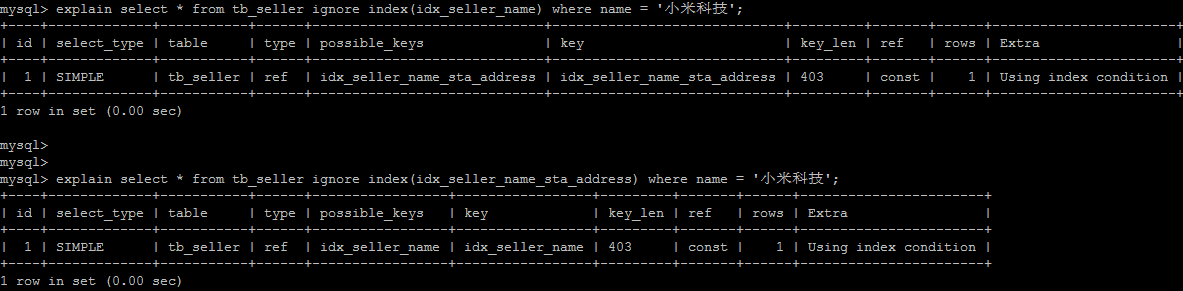 mysql> explain select * from tb_seller ignore index(idx_seller_name) where name = '小米科技';
+----+-------------+-----------+------+-----------------------------+-----------------------------+---------+-------+------+-----------------------+
| id | select_type | table | type | possible_keys | key | key_len | ref | rows | Extra |
+----+-------------+-----------+------+-----------------------------+-----------------------------+---------+-------+------+-----------------------+
| 1 | SIMPLE | tb_seller | ref | idx_seller_name_sta_address | idx_seller_name_sta_address | 403 | const | 1 | Using index condition |
+----+-------------+-----------+------+-----------------------------+-----------------------------+---------+-------+------+-----------------------+
1 row in set (0.00 sec)
mysql>
mysql>
mysql> explain select * from tb_seller ignore index(idx_seller_name_sta_address) where name = '小米科技';
+----+-------------+-----------+------+-----------------+-----------------+---------+-------+------+-----------------------+
| id | select_type | table | type | possible_keys | key | key_len | ref | rows | Extra |
+----+-------------+-----------+------+-----------------+-----------------+---------+-------+------+-----------------------+
| 1 | SIMPLE | tb_seller | ref | idx_seller_name | idx_seller_name | 403 | const | 1 | Using index condition |
+----+-------------+-----------+------+-----------------+-----------------+---------+-------+------+-----------------------+
1 row in set (0.00 sec)